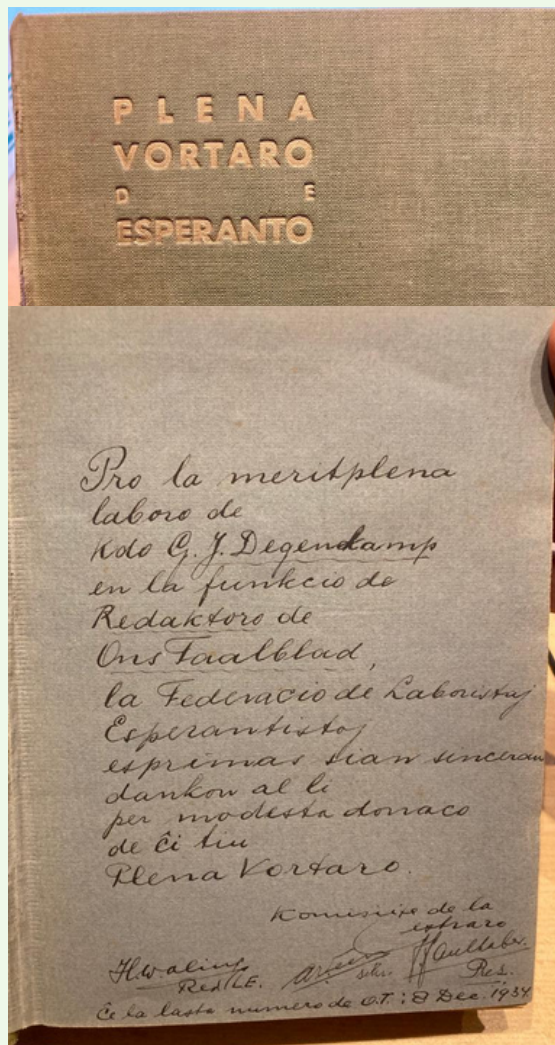 PLENA
VORTARO
DE
ESPERANTO
Pro la meritplena
laboro de
Kdo G. J. Degenkamp
en la funkcio de
Redaktoro de
Ons Taalblad,
la Federacio de Laboristaj
Esperantistoj
esprimas sian sinceran
dankon al li
per modesta donaco
de ĉi tiu
Plena Vortaro.
Komisiite de la
estraro
Red. LE.
Pres.
Ĉe la lasta numero de O.T.: 8 Dec. 1934